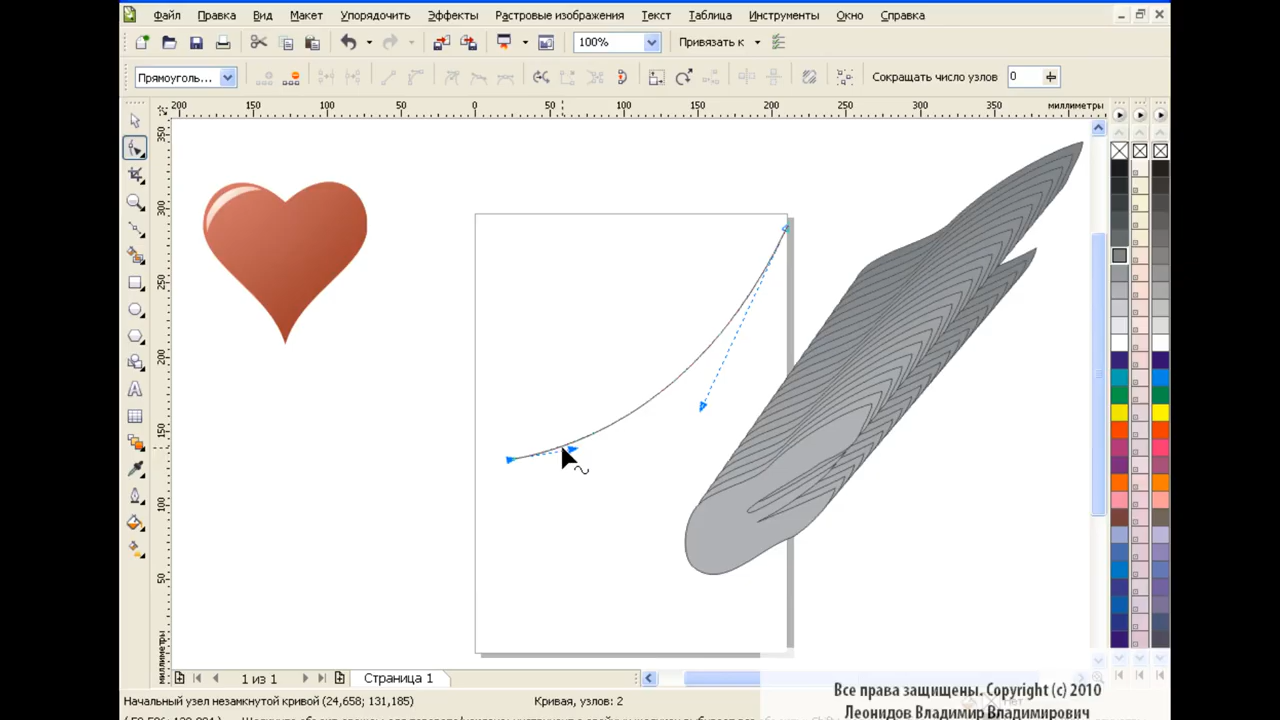 Файл Правка Вид Макет Упорядочить Эффекты Растровые изображения Текст Таблица Инструменты Окно Справка
100% Привязать к
Прямоуголь... Сокращать число узлов 0
200 150 100 50 0 50 100 150 200 250 300 350 миллиметры
350
300
250
200
150
100
50
миллиметры
1 из 1 Страница 1
Начальный узел незамкнутой кривой (24,658; 131,185) Кривая, узлов: 2
Все права защищены. Copyright (c) 2010
Леонидов Владимир Владимирович